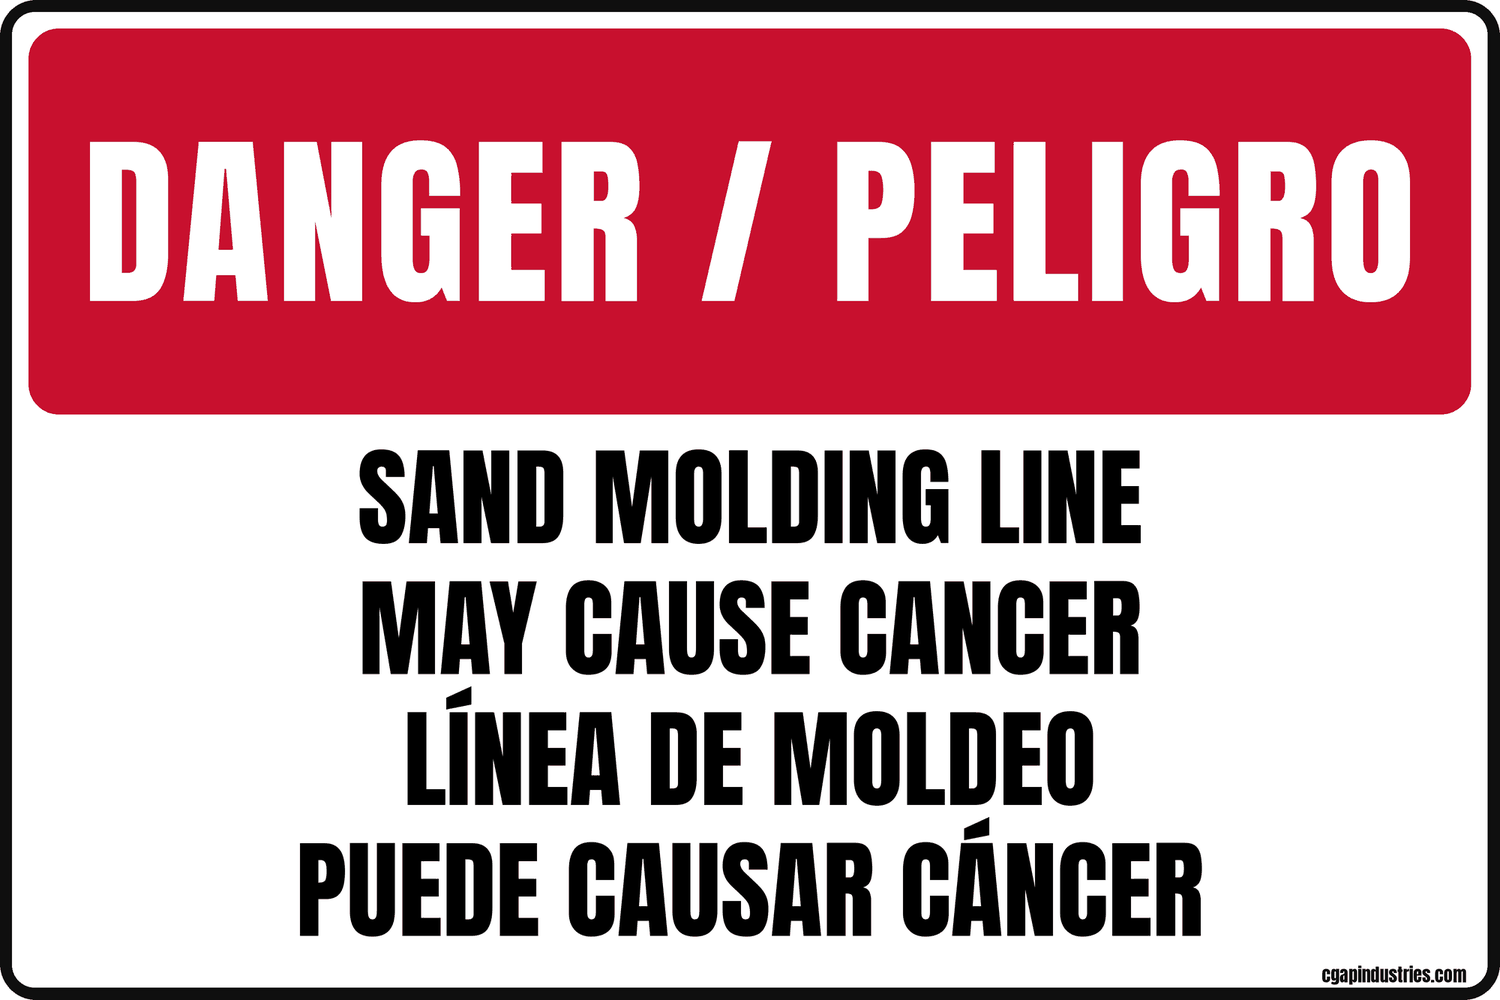 DANGER / PELIGRO
SAND MOLDING LINE
MAY CAUSE CANCER
LÍNEA DE MOLDEO
PUEDE CAUSAR CÁNCER
cgapindustries.com